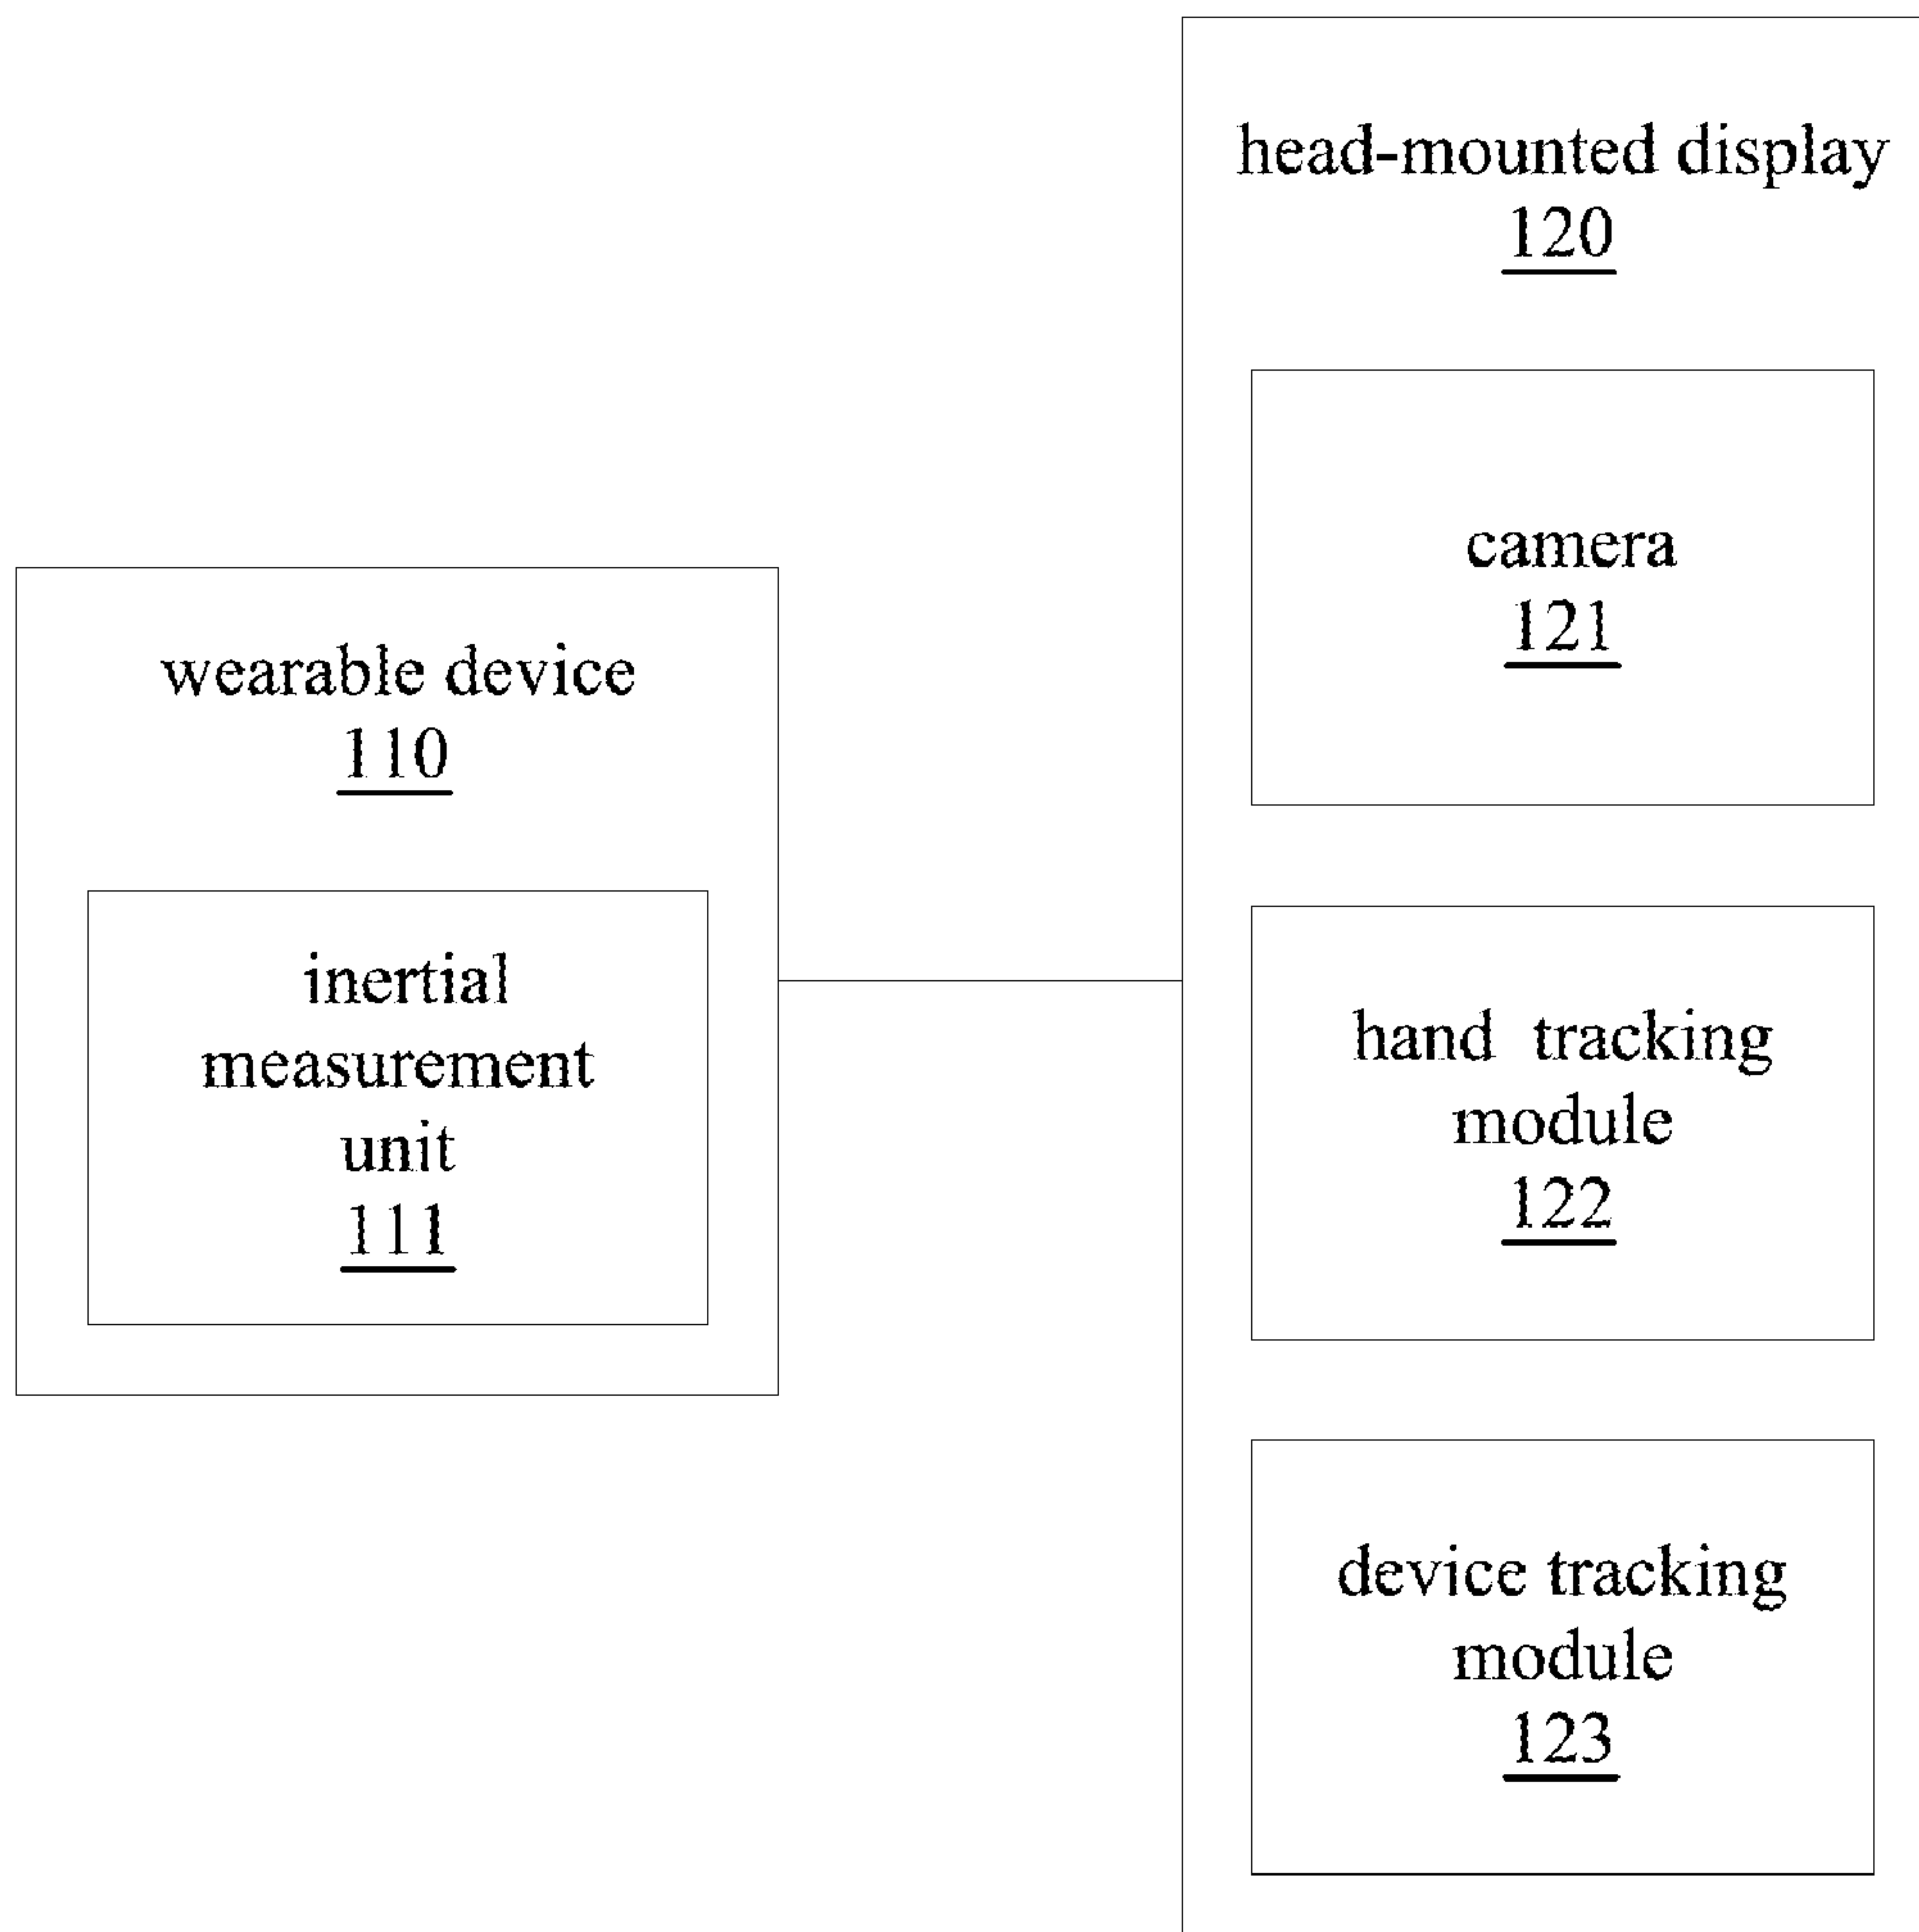 head-mounted display
120
camera
121
wearable device
110
inertial
measurement
unit
111
hand tracking
module
122
device tracking
module
123